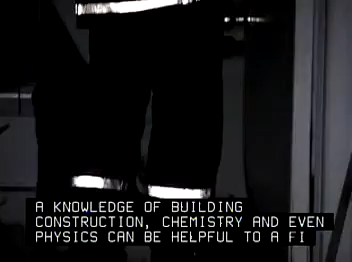 A KNOWLEDGE OF BUILDING
CONSTRUCTION, CHEMISTRY AND EVEN
PHYSICS CAN BE HELPFUL TO A FI